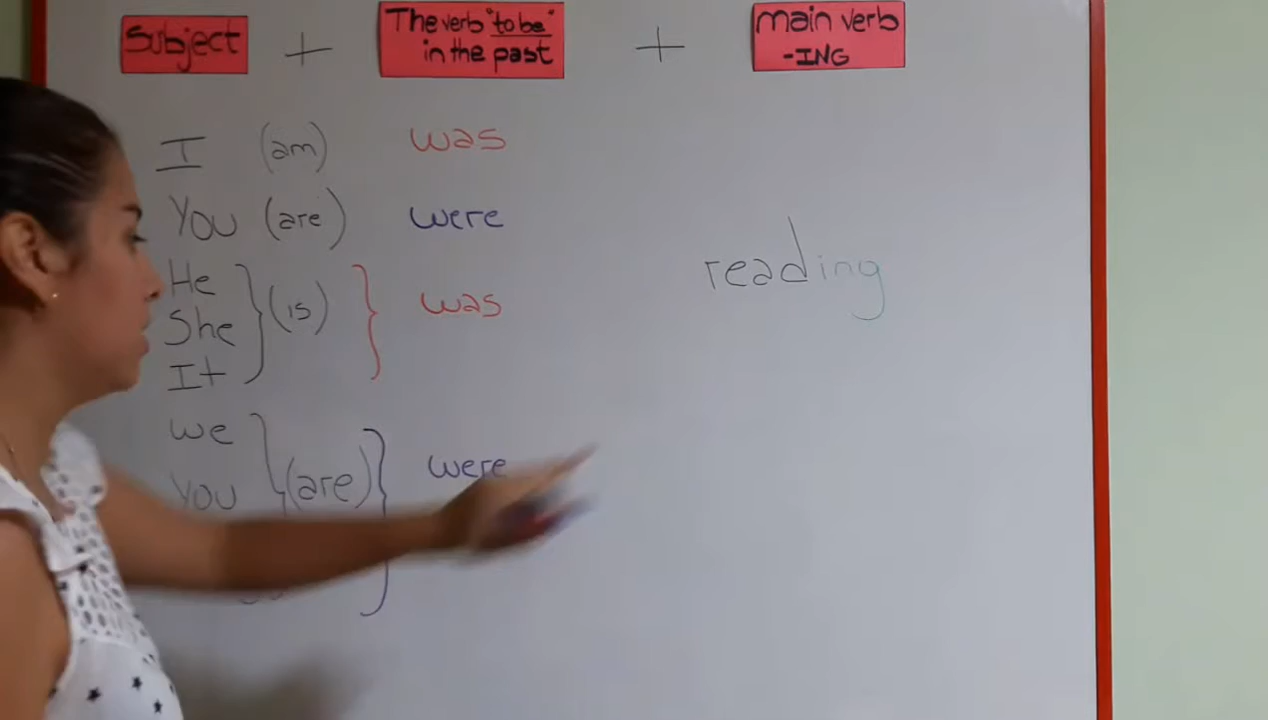 Subject + The verb "to be" + main verb
in the past -ING
I (am) was
You (are) were
He
She (is) was
It
reading
we
You (are) were